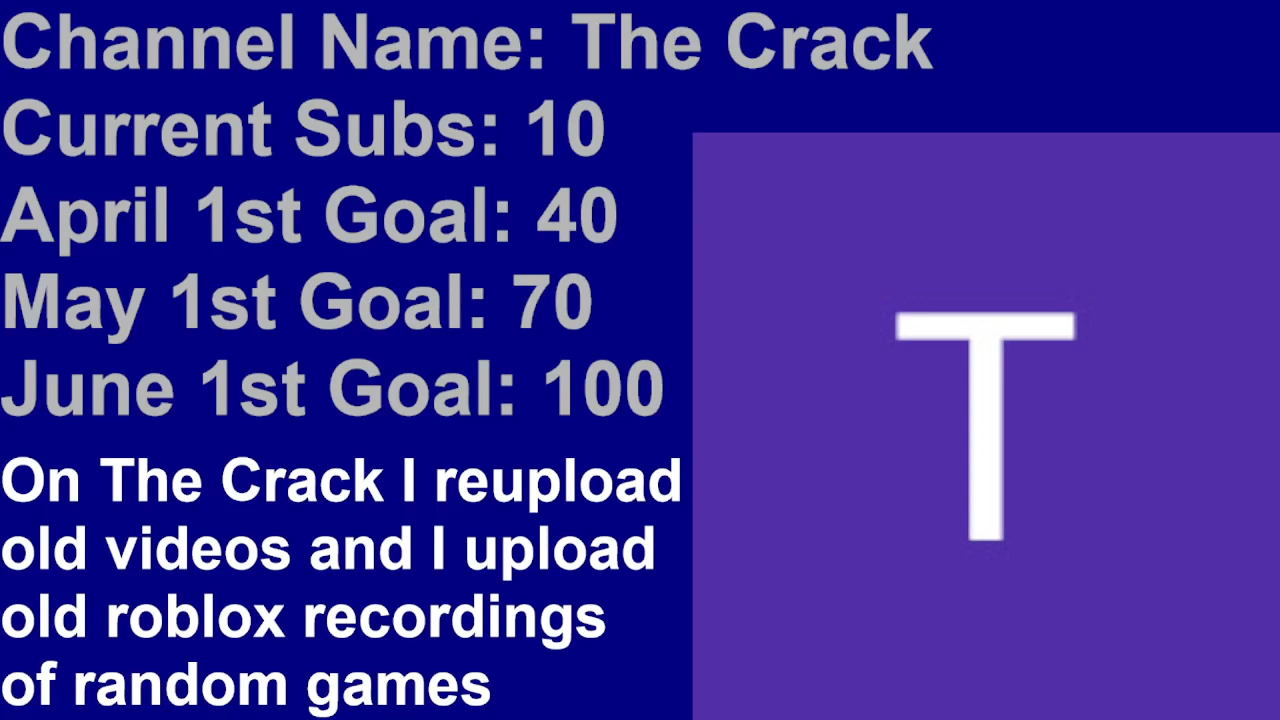 Channel Name: The Crack
Current Subs: 10
April 1st Goal: 40
May 1st Goal: 70
June 1st Goal: 100
T
On The Crack I reupload
old videos and I upload
old roblox recordings
of random games